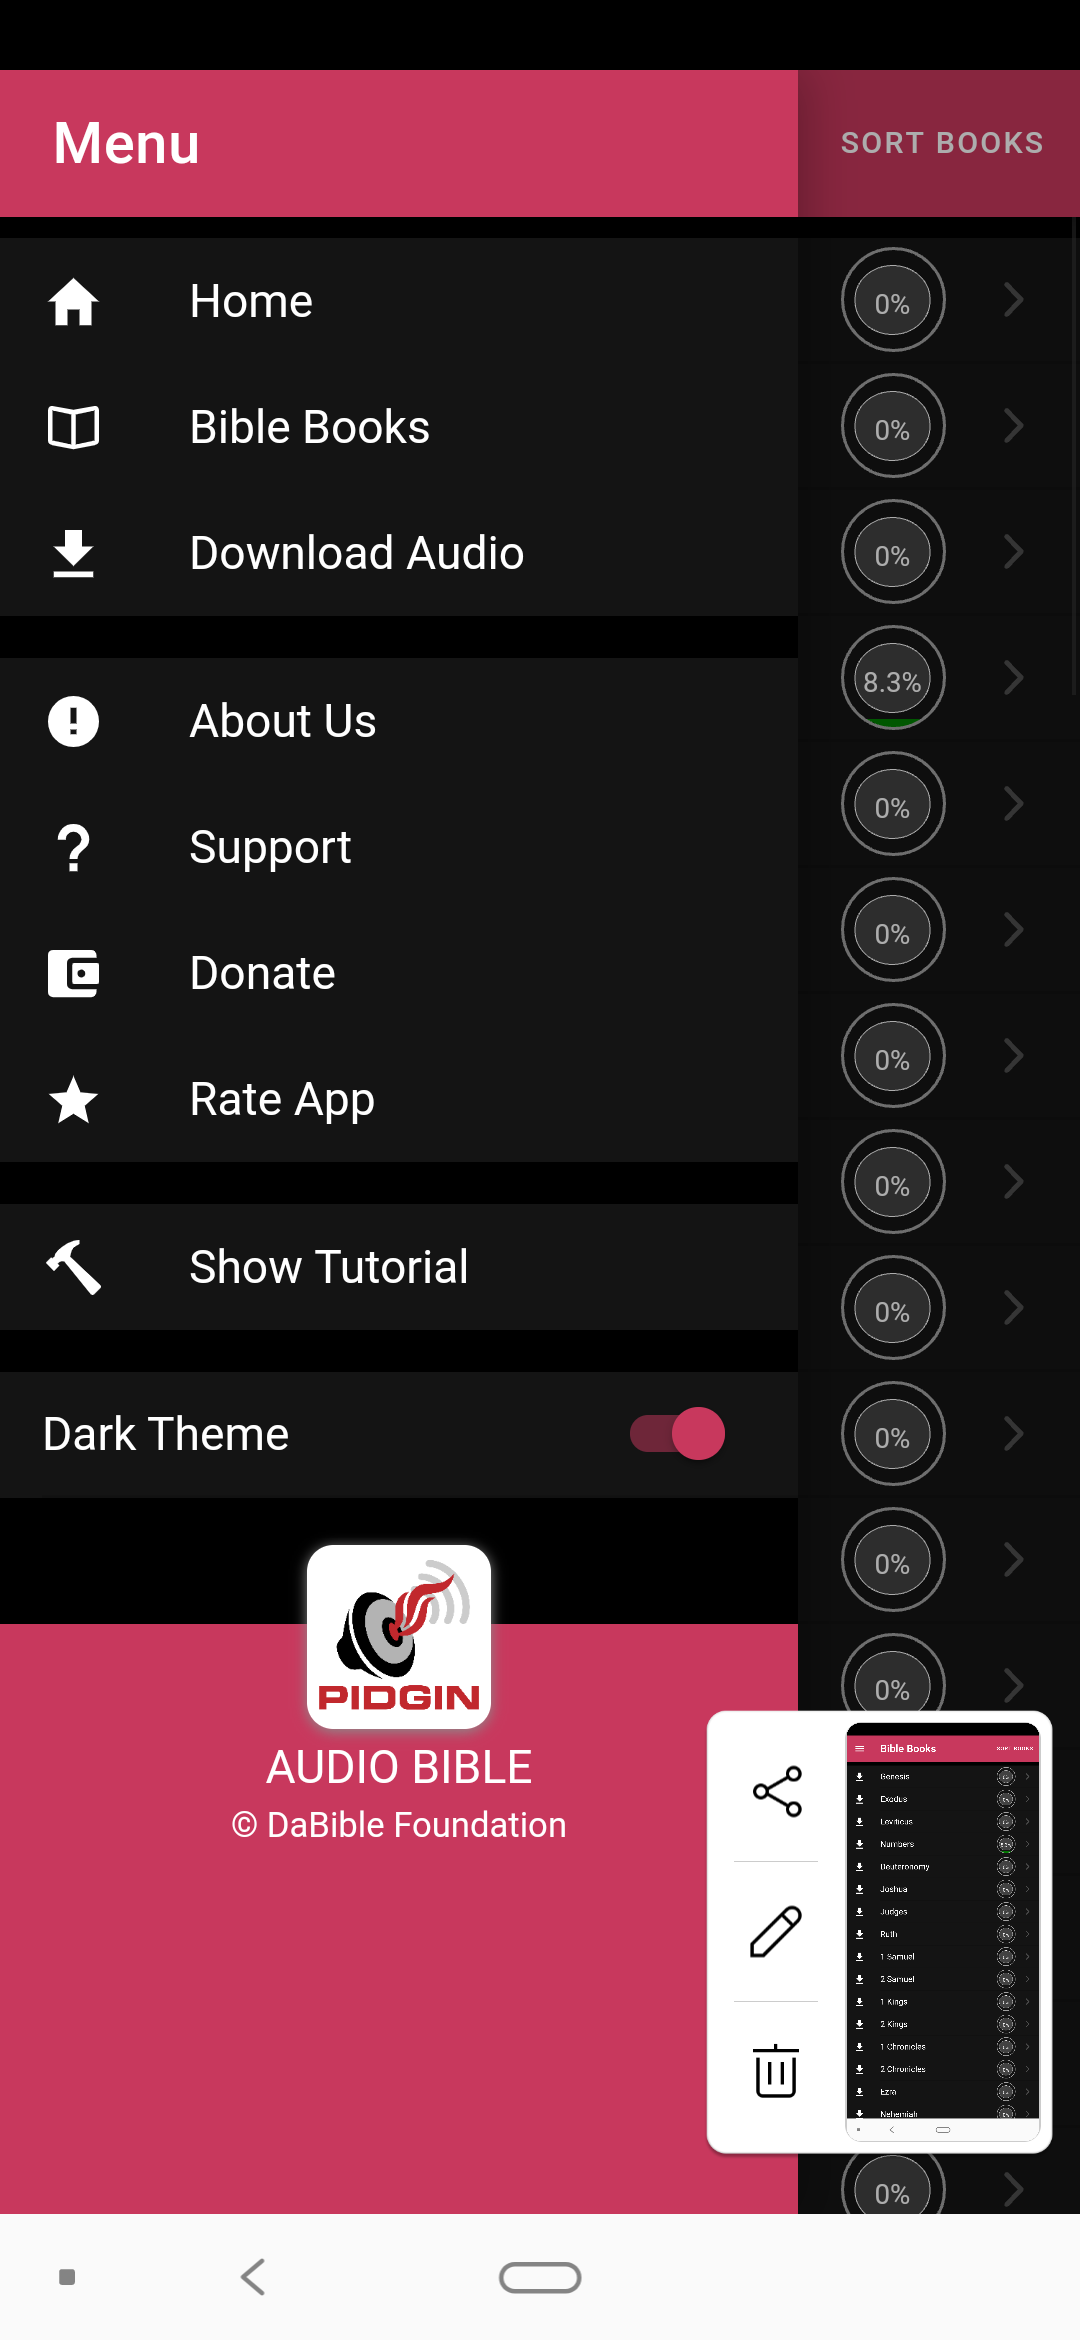 Menu
SORT BOOKS
Home
0%
Bible Books
0%
Download Audio
0%
8.3%
About Us
0%
Support
0%
Donate
0%
Rate App
0%
0%
Show Tutorial
0%
Dark Theme
0%
0%
PIDGIN
0%
AUDIO BIBLE
© DaBible Foundation
Bible Books
SORT BOOKS
Genesis
Exodus
Leviticus
Numbers
Deuteronomy
Joshua
Judges
Ruth
1 Samuel
2 Samuel
1 Kings
2 Kings
1 Chronicles
2 Chronicles
Ezra
Nehemiah
0%